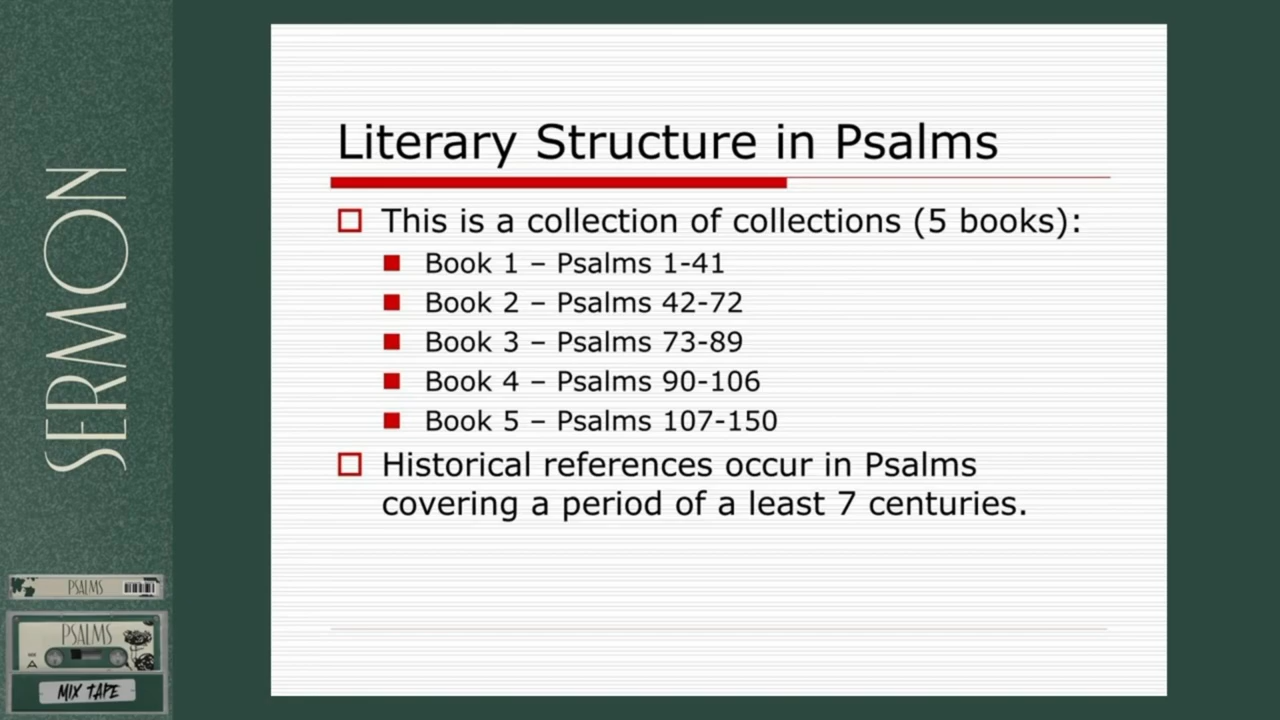 SERMON
PSALMS
PSALMS
A
MIX TAPE
Literary Structure in Psalms
This is a collection of collections (5 books):
Book 1 – Psalms 1-41
Book 2 – Psalms 42-72
Book 3 – Psalms 73-89
Book 4 – Psalms 90-106
Book 5 – Psalms 107-150
Historical references occur in Psalms
covering a period of a least 7 centuries.